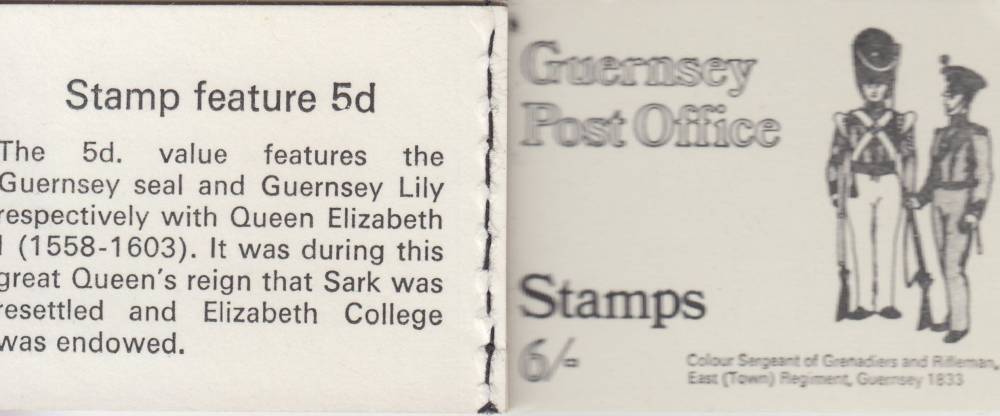 Stamp feature 5d
The 5d. value features the
Guernsey seal and Guernsey Lily
respectively with Queen Elizabeth
I (1558-1603). It was during this
great Queen's reign that Sark was
resettled and Elizabeth College
was endowed.
Guernsey
Post Office
Stamps
6/-
Colour Sergeant of Grenadiers and Rifleman,
East (Town) Regiment, Guernsey 1833